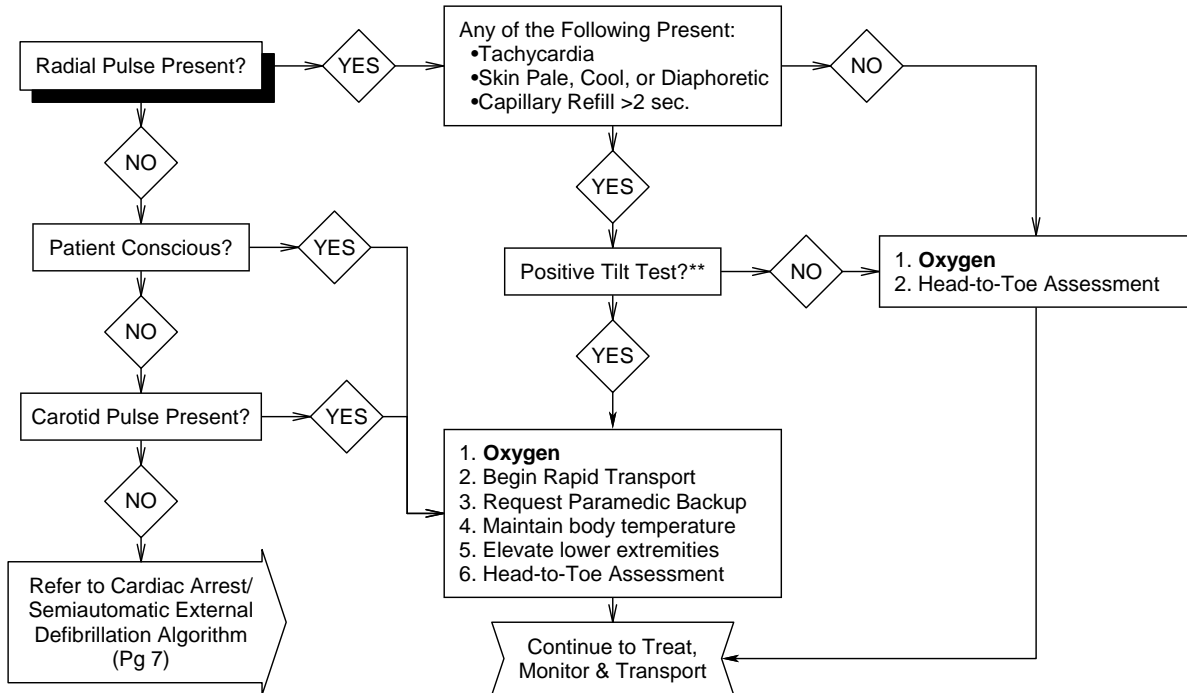 Radial Pulse Present?
YES
Any of the Following Present:
•Tachycardia
•Skin Pale, Cool, or Diaphoretic
•Capillary Refill >2 sec.
NO
NO
YES
Patient Conscious?
YES
Positive Tilt Test?**
NO
1. Oxygen
2. Head-to-Toe Assessment
NO
YES
Carotid Pulse Present?
YES
1. Oxygen
2. Begin Rapid Transport
3. Request Paramedic Backup
4. Maintain body temperature
5. Elevate lower extremities
6. Head-to-Toe Assessment
NO
Refer to Cardiac Arrest/
Semiautomatic External
Defibrillation Algorithm
(Pg 7)
Continue to Treat,
Monitor & Transport